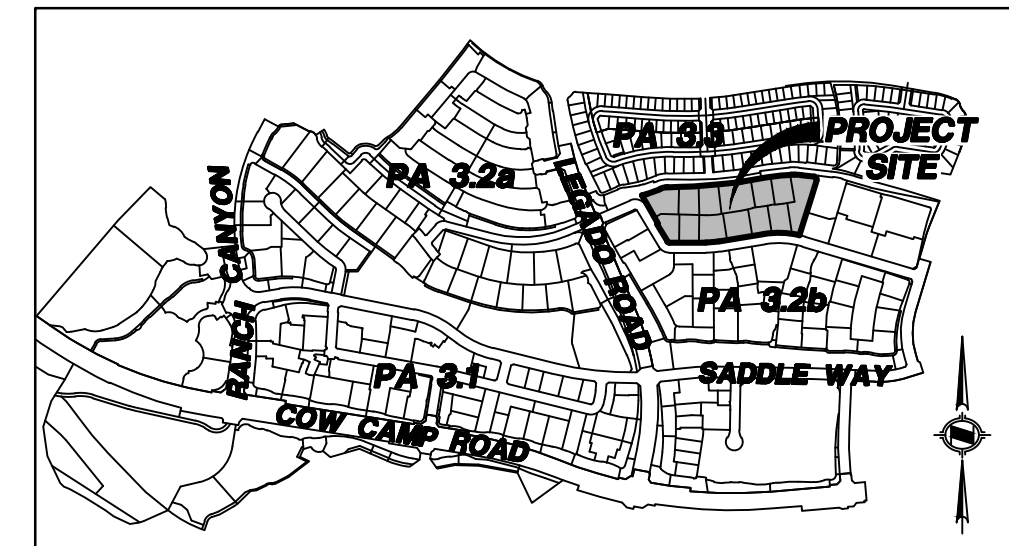 PA 3.3
PROJECT
SITE
PA 3.2a
LEGADO ROAD
RANCH CANYON
PA 3.2b
PA 3.1
SADDLE WAY
COW CAMP ROAD